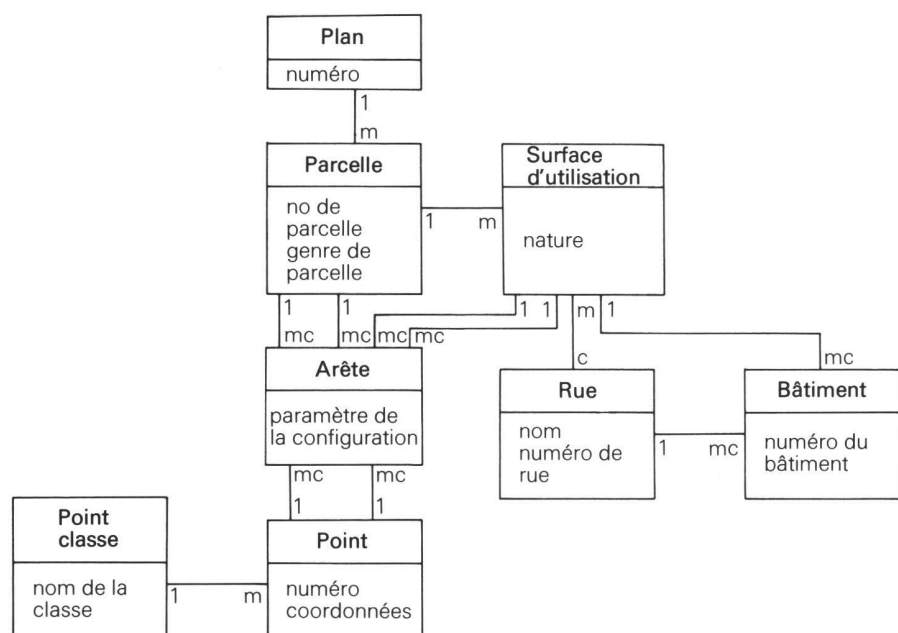 Plan
numéro
1
m
Parcelle
no de
parcelle
genre de
parcelle
1 m
Surface
d'utilisation
nature
1 1 1 1 m 1
mc mc mc mc
c
mc
Arête
paramètre de
la configuration
Rue
nom
numéro de
rue
1 mc
Bâtiment
numéro du
bâtiment
mc mc
1 1
Point
classe
nom de la
classe
1 m
Point
numéro
coordonnées